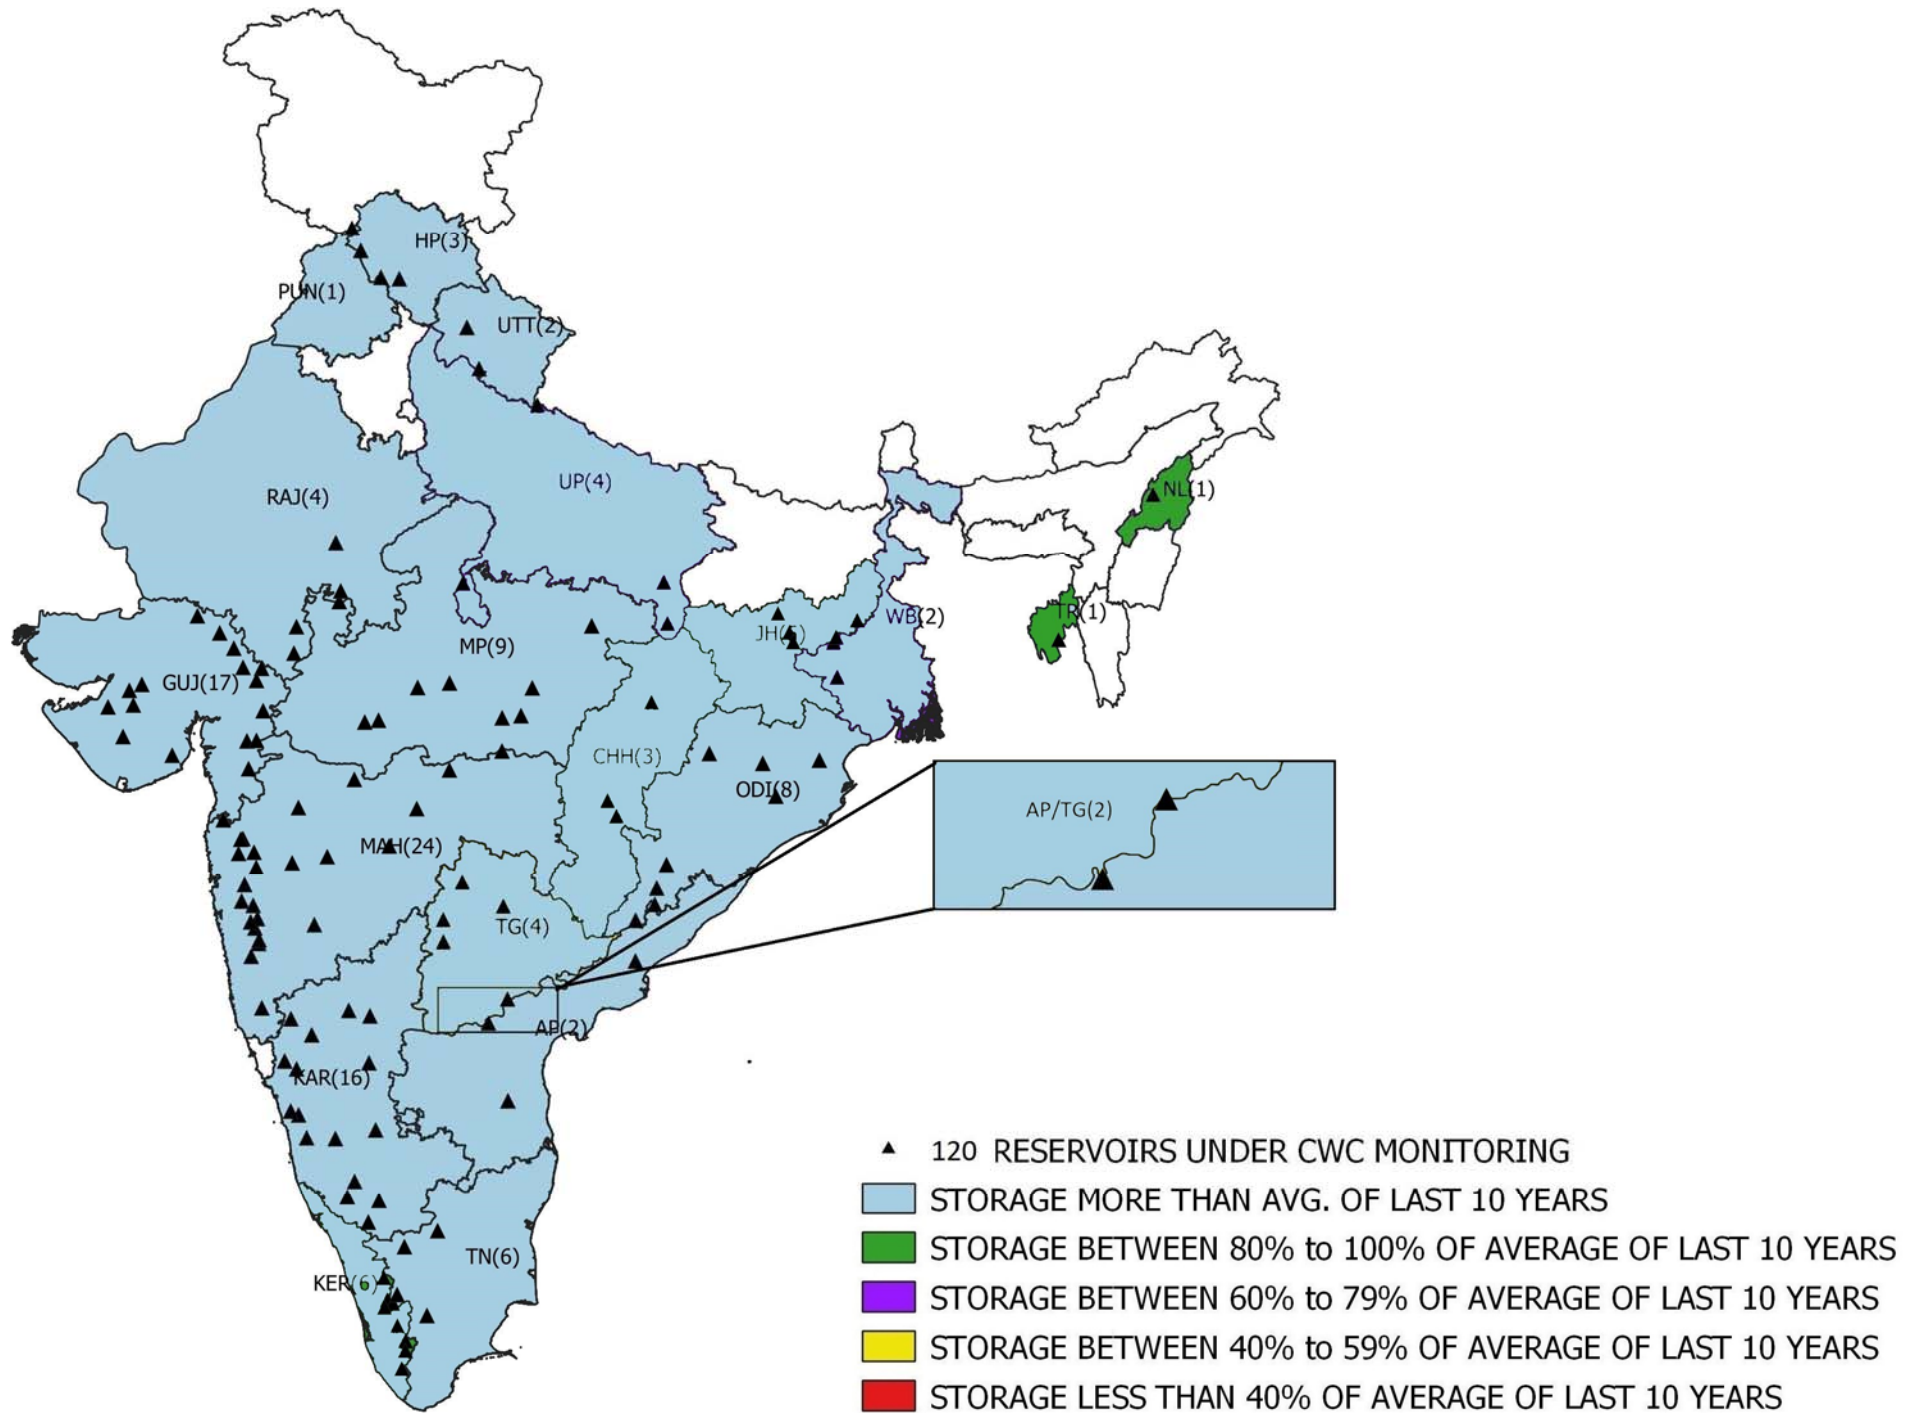 HP(3)
PUN(1)
UTT(2)
UP(4)
RAJ(4)
NL(1)
TR(1)
WB(2)
JH(5)
MP(9)
GUJ(17)
CHH(3)
ODI(8)
AP/TG(2)
MAH(24)
TG(4)
AP(2)
KAR(16)
TN(6)
KER(6)
120 RESERVOIRS UNDER CWC MONITORING
STORAGE MORE THAN AVG. OF LAST 10 YEARS
STORAGE BETWEEN 80% to 100% OF AVERAGE OF LAST 10 YEARS
STORAGE BETWEEN 60% to 79% OF AVERAGE OF LAST 10 YEARS
STORAGE BETWEEN 40% to 59% OF AVERAGE OF LAST 10 YEARS
STORAGE LESS THAN 40% OF AVERAGE OF LAST 10 YEARS